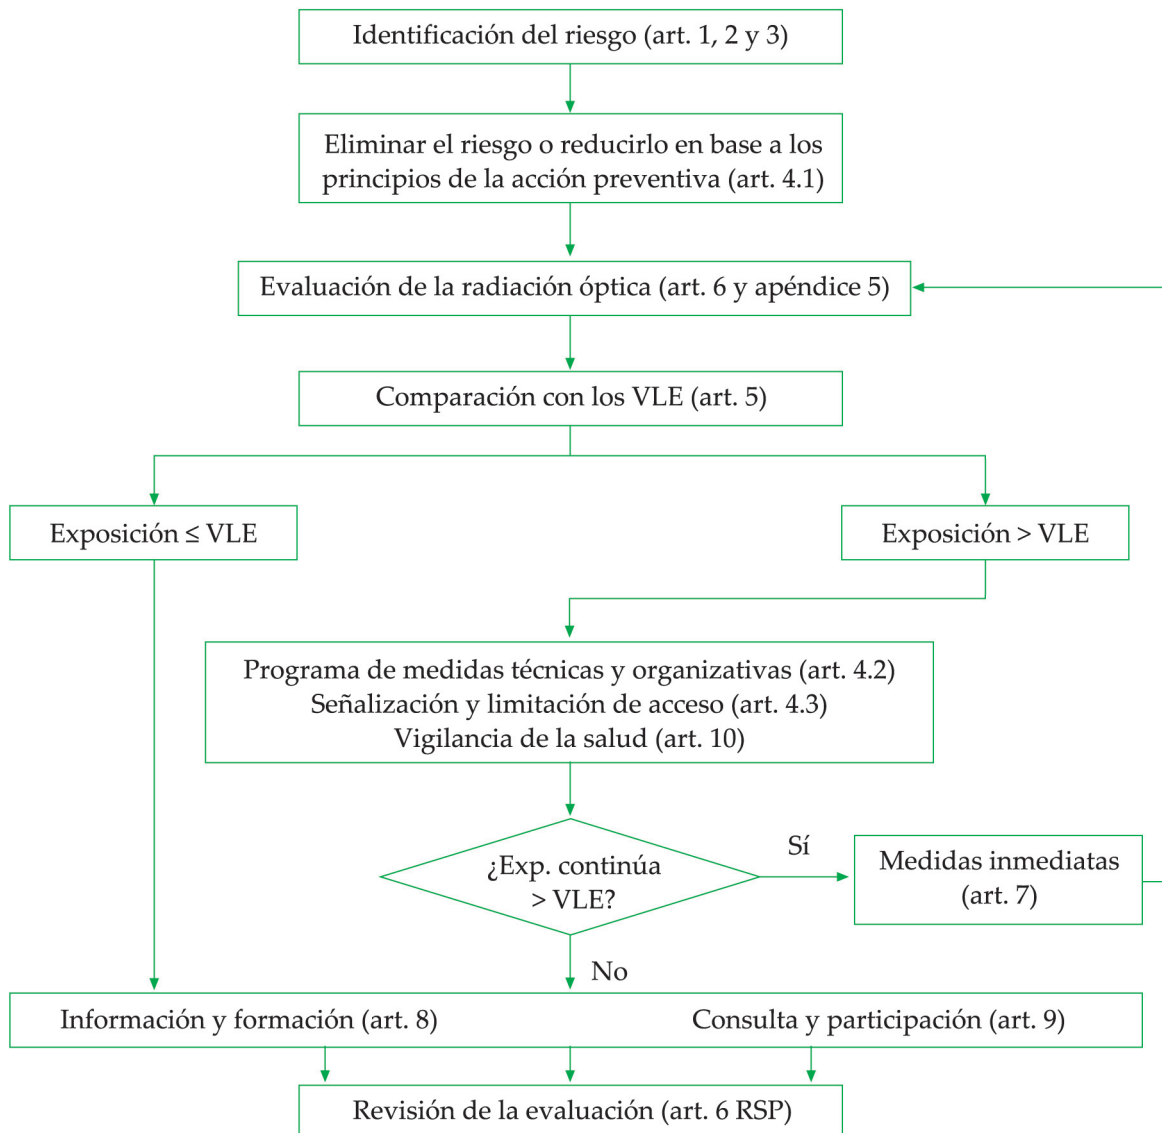 Identificación del riesgo (art. 1, 2 y 3)
Eliminar el riesgo o reducirlo en base a los
principios de la acción preventiva (art. 4.1)
Evaluación de la radiación óptica (art. 6 y apéndice 5)
Comparación con los VLE (art. 5)
Exposición ≤ VLE
Exposición > VLE
Programa de medidas técnicas y organizativas (art. 4.2)
Señalización y limitación de acceso (art. 4.3)
Vigilancia de la salud (art. 10)
¿Exp. continúa
> VLE?
Sí
Medidas inmediatas
(art. 7)
No
Información y formación (art. 8)
Consulta y participación (art. 9)
Revisión de la evaluación (art. 6 RSP)